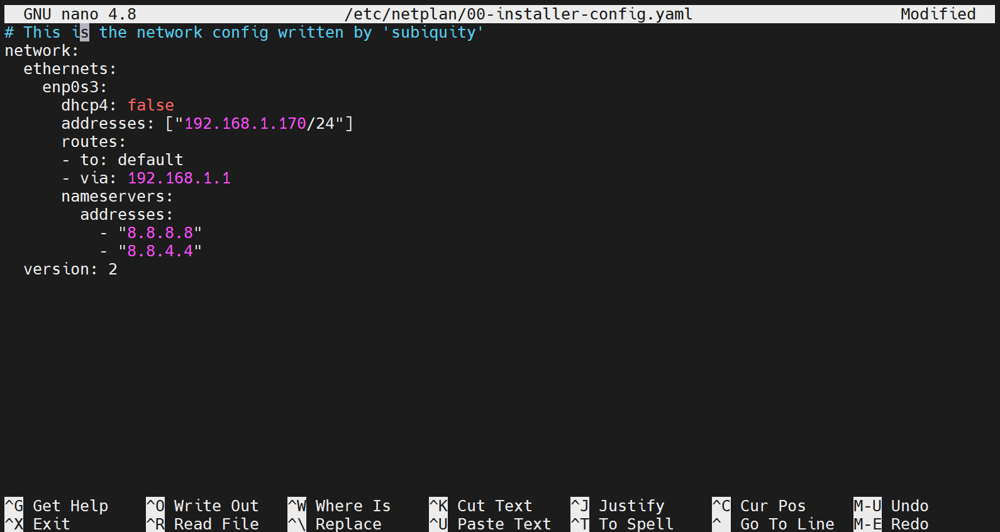 GNU nano 4.8 /etc/netplan/00-installer-config.yaml Modified
# This is the network config written by 'subiquity'
network:
  ethernets:
    enp0s3:
      dhcp4: false
      addresses: ["192.168.1.170/24"]
      routes:
      - to: default
      - via: 192.168.1.1
      nameservers:
        addresses:
          - "8.8.8.8"
          - "8.8.4.4"
  version: 2
^G Get Help ^O Write Out ^W Where Is ^K Cut Text ^J Justify ^C Cur Pos M-U Undo
^X Exit ^R Read File ^\ Replace ^U Paste Text ^T To Spell ^ Go To Line M-E Redo